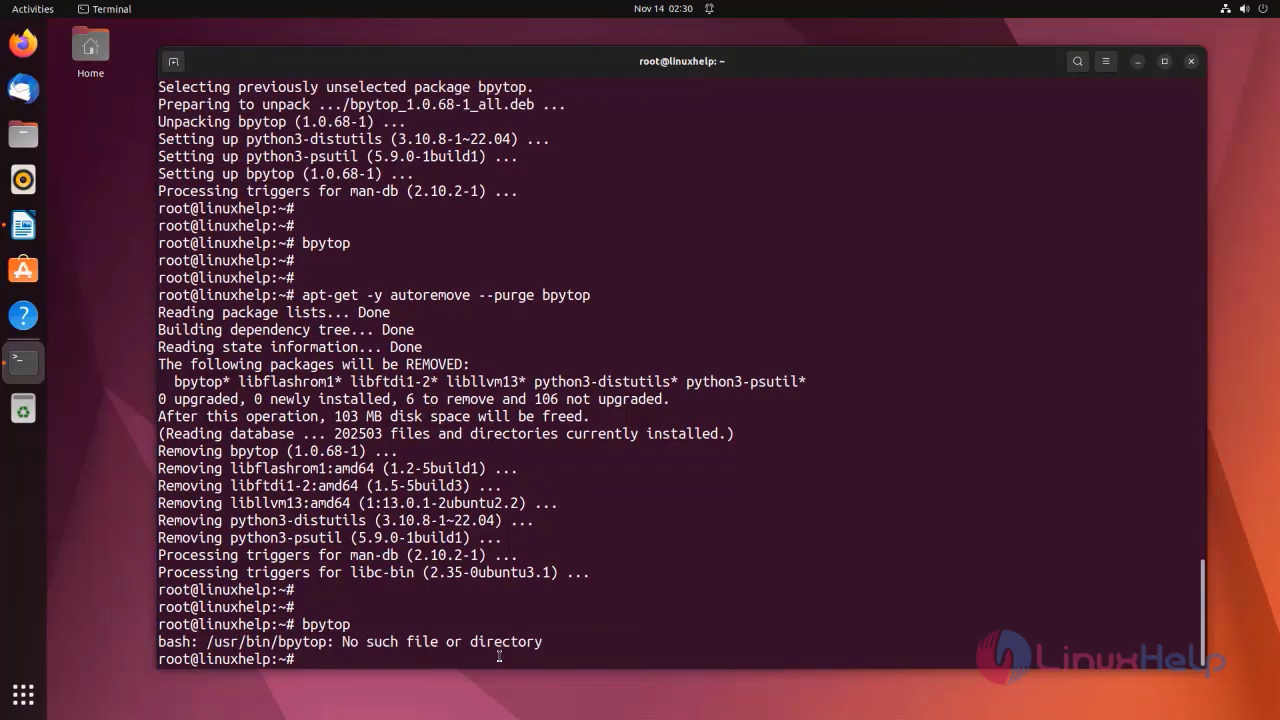 Activities
Terminal
Nov 14 02:30
Home
root@linuxhelp: ~
Selecting previously unselected package bpytop.
Preparing to unpack .../bpytop_1.0.68-1_all.deb ...
Unpacking bpytop (1.0.68-1) ...
Setting up python3-distutils (3.10.8-1~22.04) ...
Setting up python3-psutil (5.9.0-1build1) ...
Setting up bpytop (1.0.68-1) ...
Processing triggers for man-db (2.10.2-1) ...
root@linuxhelp:~#
root@linuxhelp:~#
root@linuxhelp:~# bpytop
root@linuxhelp:~#
root@linuxhelp:~#
root@linuxhelp:~# apt-get -y autoremove --purge bpytop
Reading package lists... Done
Building dependency tree... Done
Reading state information... Done
The following packages will be REMOVED:
  bpytop* libflashrom1* libftdi1-2* libllvm13* python3-distutils* python3-psutil*
0 upgraded, 0 newly installed, 6 to remove and 106 not upgraded.
After this operation, 103 MB disk space will be freed.
(Reading database ... 202503 files and directories currently installed.)
Removing bpytop (1.0.68-1) ...
Removing libflashrom1:amd64 (1.2-5build1) ...
Removing libftdi1-2:amd64 (1.5-5build3) ...
Removing libllvm13:amd64 (1:13.0.1-2ubuntu2.2) ...
Removing python3-distutils (3.10.8-1~22.04) ...
Removing python3-psutil (5.9.0-1build1) ...
Processing triggers for man-db (2.10.2-1) ...
Processing triggers for libc-bin (2.35-0ubuntu3.1) ...
root@linuxhelp:~#
root@linuxhelp:~#
root@linuxhelp:~# bpytop
bash: /usr/bin/bpytop: No such file or directory
root@linuxhelp:~#
LinuxHelp